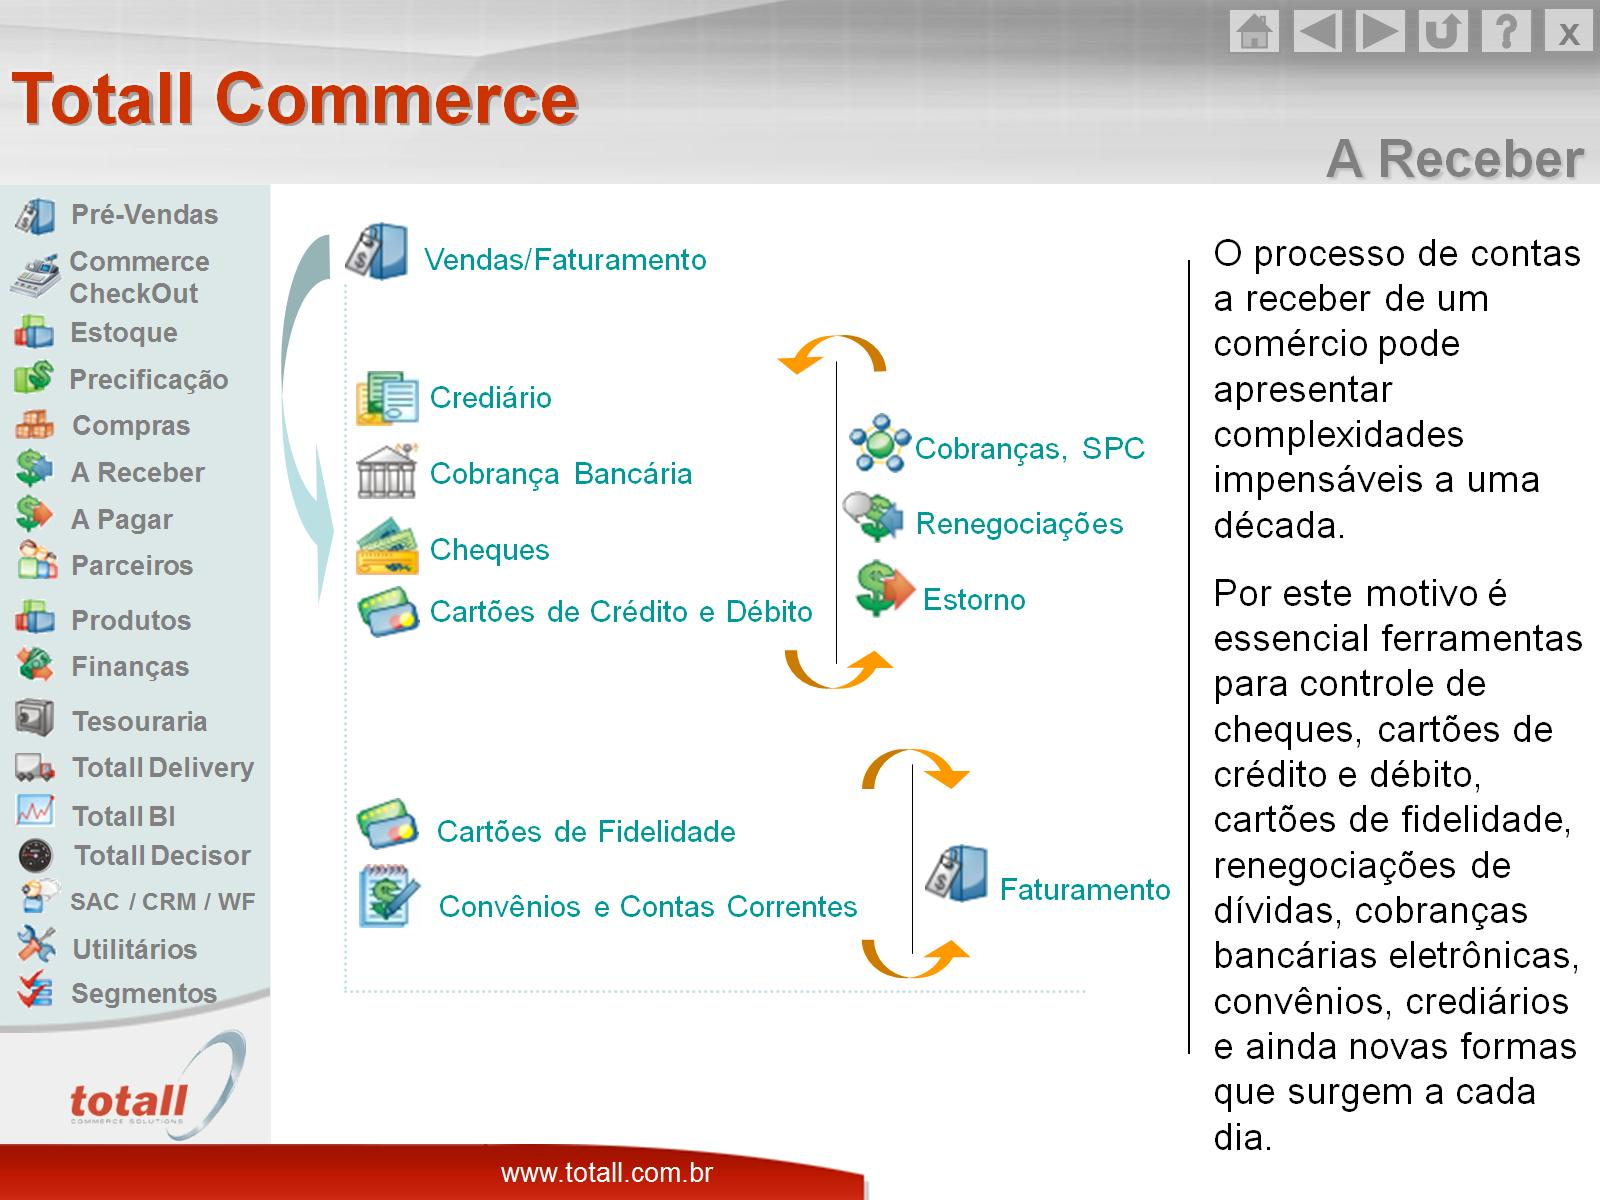 x
Totall Commerce
A Receber
Pré-Vendas
Commerce
CheckOut
Estoque
Precificação
Compras
A Receber
A Pagar
Parceiros
Produtos
Finanças
Tesouraria
Totall Delivery
Totall BI
Totall Decisor
SAC / CRM / WF
Utilitários
Segmentos
totall
COMMERCE SOLUTIONS
Vendas/Faturamento
Crediário
Cobrança Bancária
Cheques
Cartões de Crédito e Débito
Cobranças, SPC
Renegociações
Estorno
Cartões de Fidelidade
Convênios e Contas Correntes
Faturamento
O processo de contas
a receber de um
comércio pode
apresentar
complexidades
impensáveis a uma
década.
Por este motivo é
essencial ferramentas
para controle de
cheques, cartões de
crédito e débito,
cartões de fidelidade,
renegociações de
dívidas, cobranças
bancárias eletrônicas,
convênios, crediários
e ainda novas formas
que surgem a cada
dia.
www.totall.com.br